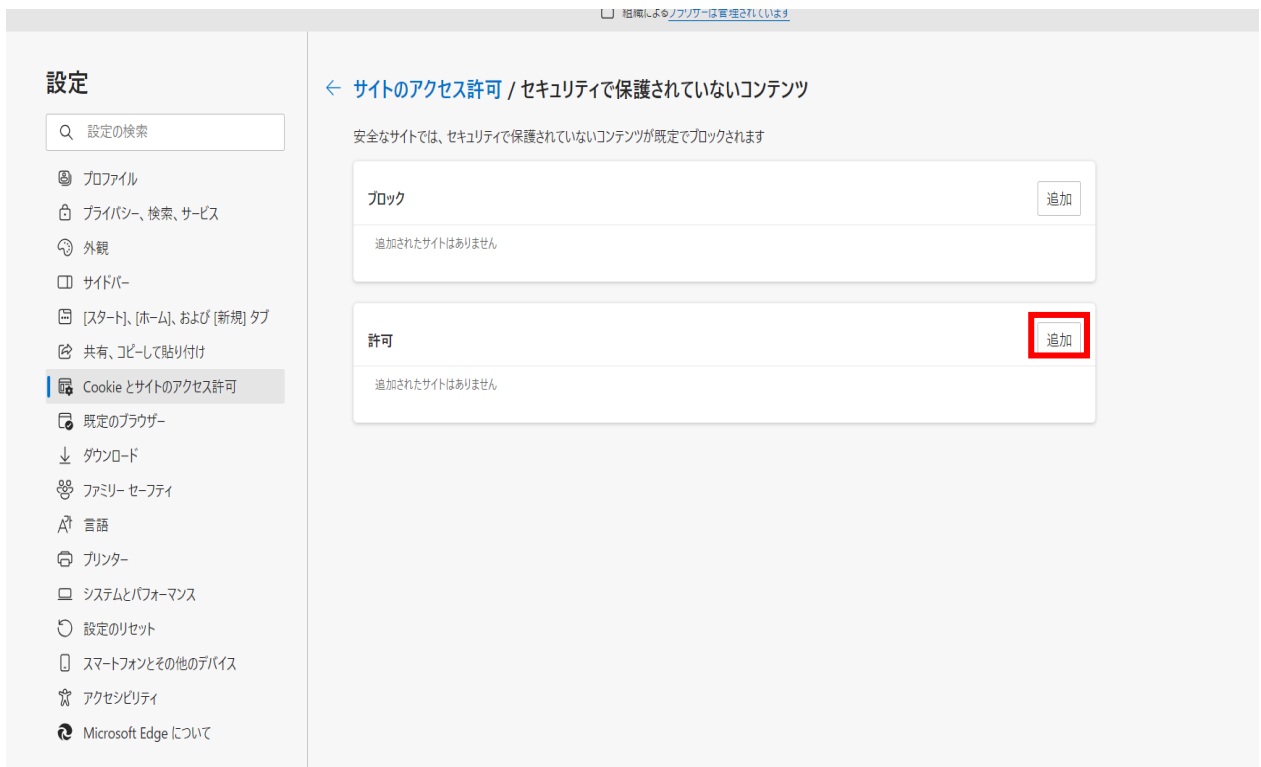 組織によるブラウザーは管理されています
設定
設定の検索
プロファイル
プライバシー、検索、サービス
外観
サイドバー
[スタート]、[ホーム]、および [新規] タブ
共有、コピーして貼り付け
Cookie とサイトのアクセス許可
既定のブラウザー
ダウンロード
ファミリー セーフティ
言語
プリンター
システムとパフォーマンス
設定のリセット
スマートフォンとその他のデバイス
アクセシビリティ
Microsoft Edge について
← サイトのアクセス許可 / セキュリティで保護されていないコンテンツ
安全なサイトでは、セキュリティで保護されていないコンテンツが既定でブロックされます
ブロック
追加
追加されたサイトはありません
許可
追加
追加されたサイトはありません